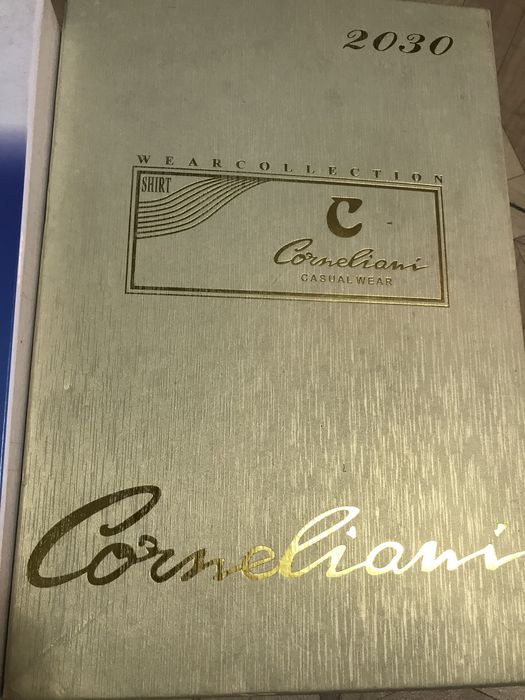 2030
WEARCOLLECTION
SHIRT
C
Corneliani
CASUAL WEAR
Corneliani